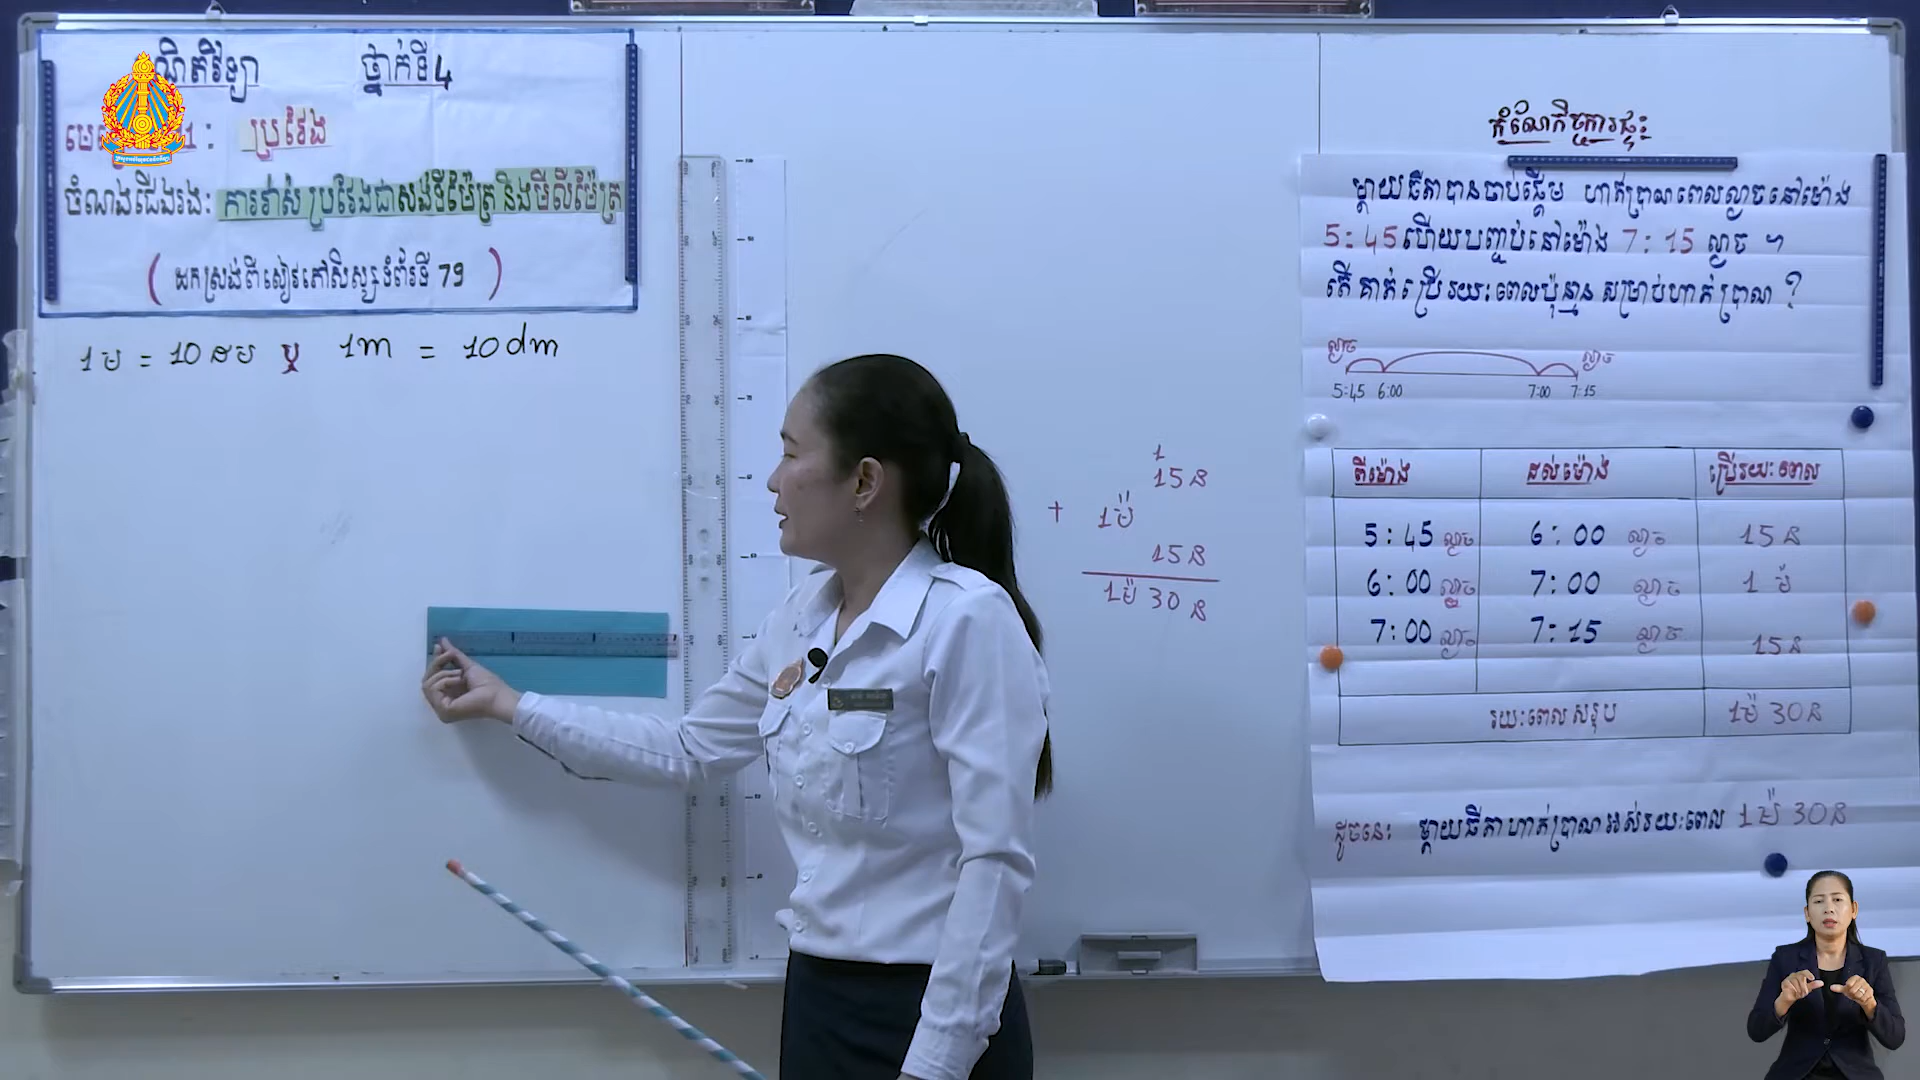 ណិតវិទ្យា ថ្នាក់ទី4
1 : ប្រវែង
ចំណងជើងរង: ការវាស់ ប្រវែងជាសង់ទីម៉ែត្រ និងមីលីម៉ែត្រ
( ដកស្រង់ពីសៀវភៅសិស្សទំព័រទី 79 )
1ម = 10ដម ឬ 1m = 10dm
1
15ន
+ 1ម៉
15ន
1ម៉ 30 ន
កំណែកិច្ចការផ្ទះ
ម្ដាយធីតាបានចាប់ផ្ដើម ហាត់ប្រាណពេលល្ងាចនៅម៉ោង
5: 45ហើយបញ្ចប់នៅម៉ោង 7: 15 ល្ងាច ។
តើ គាត់ ប្រើរយៈពេលប៉ុន្មាន សម្រាប់ហាត់ប្រាណ ?
ល្ងាច ល្ងាច
5:45 6:00 7:00 7:15
ពីម៉ោង ដល់ម៉ោង ប្រើរយៈពេល
5: 45 ល្ងាច 6: 00 ល្ងាច 15ន
6: 00 ល្ងាច 7: 00 ល្ងាច 1 ម៉
7: 00 ល្ងាច 7: 15 ល្ងាច 15ន
រយៈពេលសរុប 1ម៉ 30ន
ដូចនេះ ម្ដាយធីតាហាត់ប្រាណអស់រយៈពេល 1ម៉ 30ន